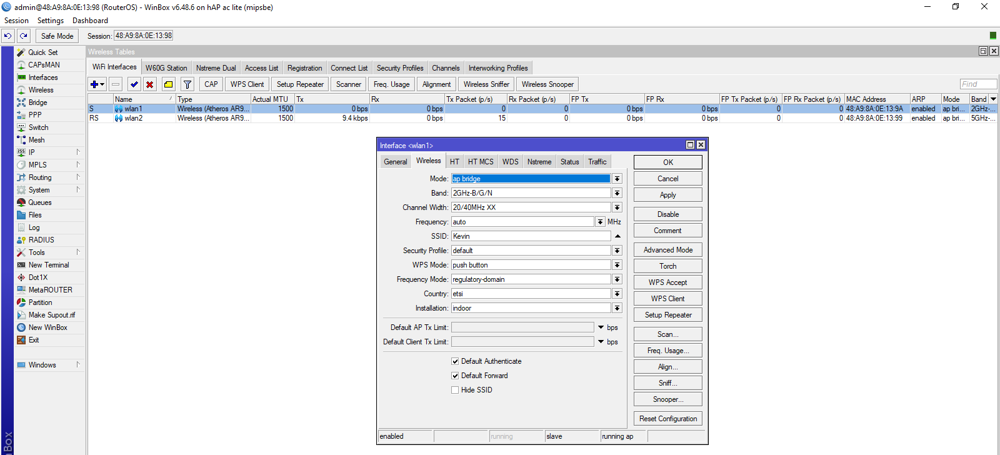 admin@48:A9:8A:0E:13:98 (RouterOS) - WinBox v6.48.6 on hAP ac lite (mipsbe)
Session Settings Dashboard
Safe Mode Session: 48:A9:8A:0E:13:98
Quick Set
CAPsMAN
Interfaces
Wireless
Bridge
PPP
Switch
Mesh
IP
MPLS
Routing
System
Queues
Files
Log
RADIUS
Tools
New Terminal
Dot1X
MetaROUTER
Partition
Make Supout.rif
New WinBox
Exit
Windows
Wireless Tables
WiFi Interfaces W60G Station Nstreme Dual Access List Registration Connect List Security Profiles Channels Interworking Profiles
CAP WPS Client Setup Repeater Scanner Freq. Usage Alignment Wireless Sniffer Wireless Snooper Find
Name Type Actual MTU Tx Rx Tx Packet (p/s) Rx Packet (p/s) FP Tx FP Rx FP Tx Packet (p/s) FP Rx Packet (p/s) MAC Address ARP Mode Band
S wlan1 Wireless (Atheros AR9... 1500 0 bps 0 bps 0 0 0 bps 0 bps 0 0 48:A9:8A:0E:13:9A enabled ap bri... 2GHz-...
RS wlan2 Wireless (Atheros AR9... 1500 9.4 kbps 0 bps 15 0 0 bps 0 bps 0 0 48:A9:8A:0E:13:99 enabled ap bri... 5GHz-...
Interface <wlan1>
General Wireless HT HT MCS WDS Nstreme Status Traffic
Mode: ap bridge
Band: 2GHz-B/G/N
Channel Width: 20/40MHz XX
Frequency: auto MHz
SSID: Kevin
Security Profile: default
WPS Mode: push button
Frequency Mode: regulatory-domain
Country: etsi
Installation: indoor
Default AP Tx Limit: bps
Default Client Tx Limit: bps
Default Authenticate
Default Forward
Hide SSID
OK
Cancel
Apply
Disable
Comment
Advanced Mode
Torch
WPS Accept
WPS Client
Setup Repeater
Scan...
Freq. Usage...
Align...
Sniff...
Snooper...
Reset Configuration
enabled running slave running ap